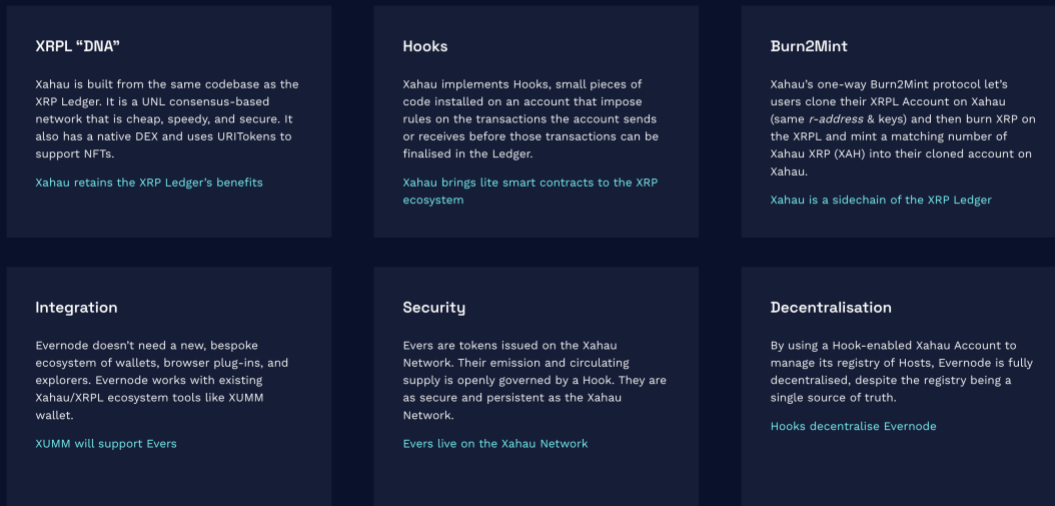 XRPL “DNA”
Xahau is built from the same codebase as the
XRP Ledger. It is a UNL consensus-based
network that is cheap, speedy, and secure. It
also has a native DEX and uses URITokens to
support NFTs.
Xahau retains the XRP Ledger’s benefits
Hooks
Xahau implements Hooks, small pieces of
code installed on an account that impose
rules on the transactions the account sends
or receives before those transactions can be
finalised in the Ledger.
Xahau brings lite smart contracts to the XRP
ecosystem
Burn2Mint
Xahau’s one-way Burn2Mint protocol let’s
users clone their XRPL Account on Xahau
(same r-address & keys) and then burn XRP on
the XRPL and mint a matching number of
Xahau XRP (XAH) into their cloned account on
Xahau.
Xahau is a sidechain of the XRP Ledger
Integration
Evernode doesn’t need a new, bespoke
ecosystem of wallets, browser plug-ins, and
explorers. Evernode works with existing
Xahau/XRPL ecosystem tools like XUMM
wallet.
XUMM will support Evers
Security
Evers are tokens issued on the Xahau
Network. Their emission and circulating
supply is openly governed by a Hook. They are
as secure and persistent as the Xahau
Network.
Evers live on the Xahau Network
Decentralisation
By using a Hook-enabled Xahau Account to
manage its registry of Hosts, Evernode is fully
decentralised, despite the registry being a
single source of truth.
Hooks decentralise Evernode